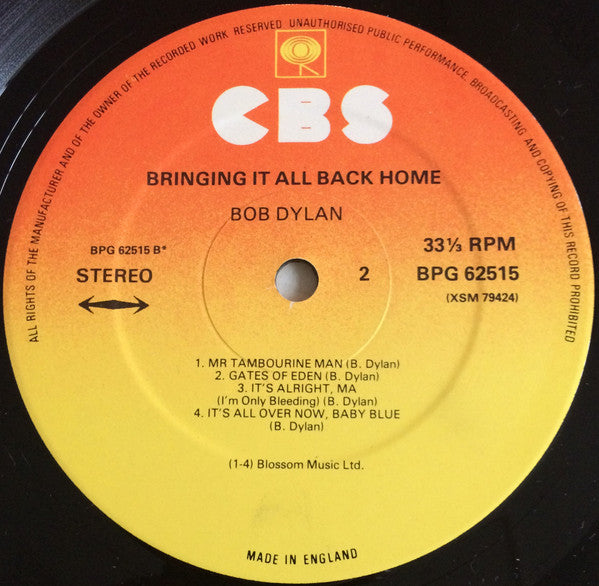 ALL RIGHTS OF THE MANUFACTURER AND OF THE OWNER OF THE RECORDED WORK RESERVED. UNAUTHORISED PUBLIC PERFORMANCE, BROADCASTING AND COPYING OF THIS RECORD PROHIBITED
CBS
BRINGING IT ALL BACK HOME
BOB DYLAN
BPG 62515 B*
STEREO
33⅓ RPM
2
BPG 62515
(XSM 79424)
1. MR TAMBOURINE MAN (B. Dylan)
2. GATES OF EDEN (B. Dylan)
3. IT'S ALRIGHT, MA
(I'm Only Bleeding) (B. Dylan)
4. IT'S ALL OVER NOW, BABY BLUE
(B. Dylan)
(1-4) Blossom Music Ltd.
MADE IN ENGLAND